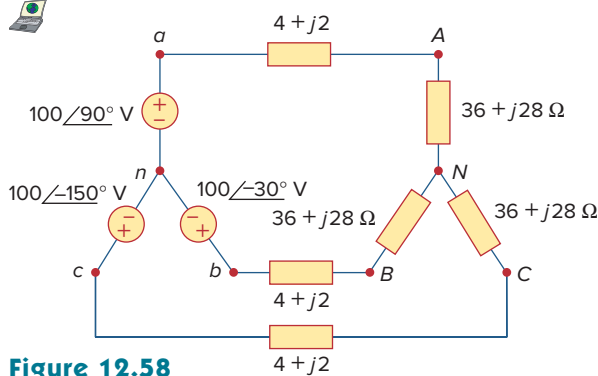 4 + j2
a
A
100/90° V
+
−
36 + j28 Ω
n
N
100/−150° V
100/−30° V
−
+
−
+
36 + j28 Ω
36 + j28 Ω
c
b
B
C
4 + j2
4 + j2
Figure 12.58